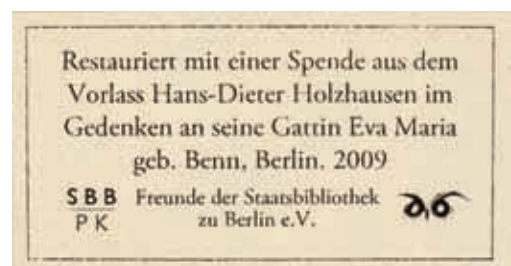 Restauriert mit einer Spende aus dem
Vorlass Hans-Dieter Holzhausen im
Gedenken an seine Gattin Eva Maria
geb. Benn, Berlin. 2009
SBB
PK
Freunde der Staatsbibliothek
zu Berlin e.V.